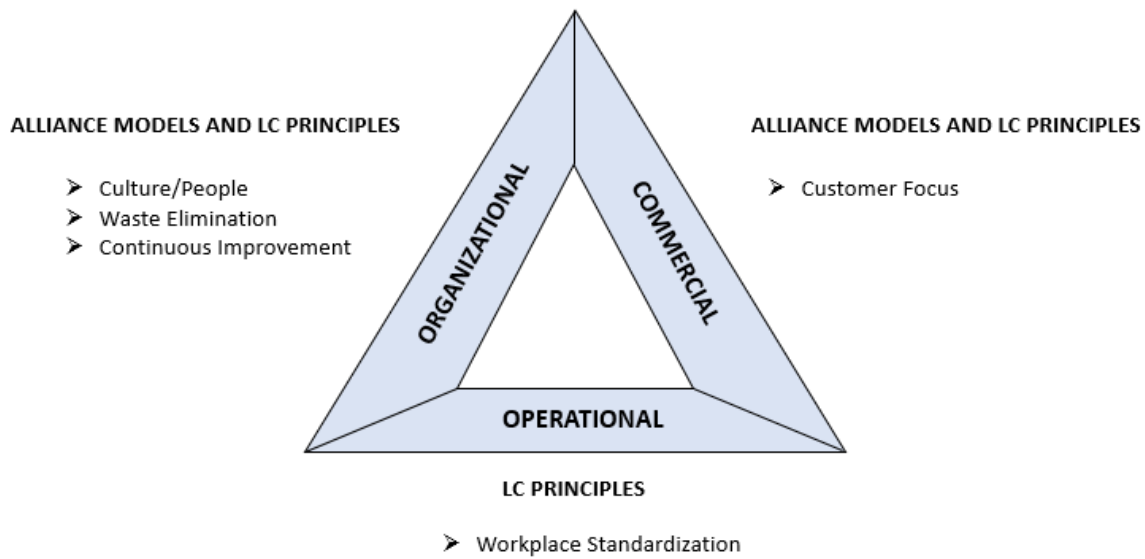 ALLIANCE MODELS AND LC PRINCIPLES
➢ Culture/People
➢ Waste Elimination
➢ Continuous Improvement
ORGANIZATIONAL
COMMERCIAL
ALLIANCE MODELS AND LC PRINCIPLES
➢ Customer Focus
OPERATIONAL
LC PRINCIPLES
➢ Workplace Standardization